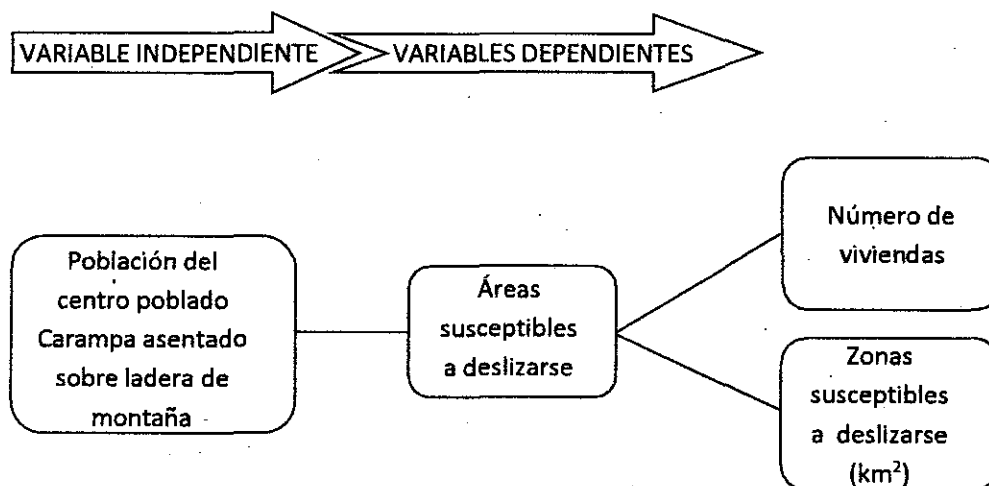 VARIABLE INDEPENDIENTE
VARIABLES DEPENDIENTES
Población del
centro poblado
Carampa asentado
sobre ladera de
montaña
Áreas
susceptibles
a deslizarse
Número de
viviendas
Zonas
susceptibles
a deslizarse
(km²)